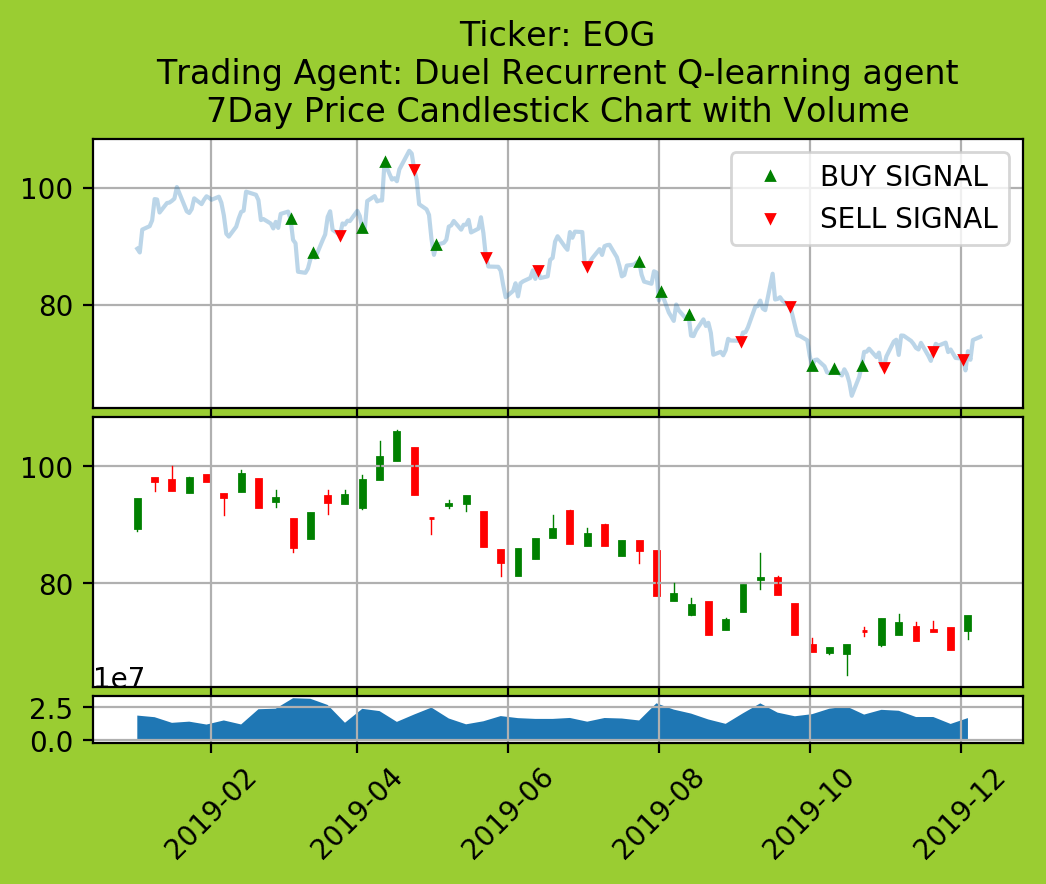 Ticker: EOG
Trading Agent: Duel Recurrent Q-learning agent
7Day Price Candlestick Chart with Volume
100
80
BUY SIGNAL
SELL SIGNAL
100
80
1e7
2.5
0.0
2019-02
2019-04
2019-06
2019-08
2019-10
2019-12